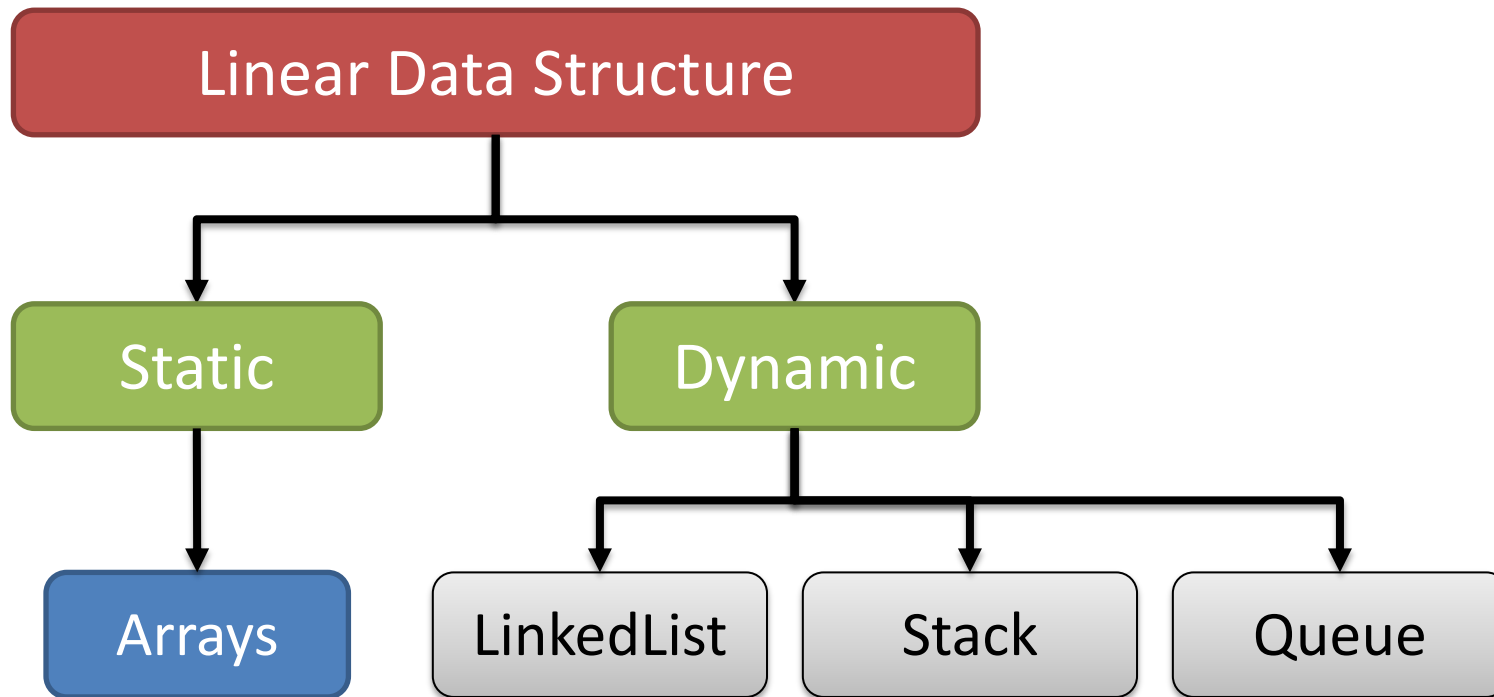 Linear Data Structure
Static
Dynamic
Arrays
LinkedList
Stack
Queue